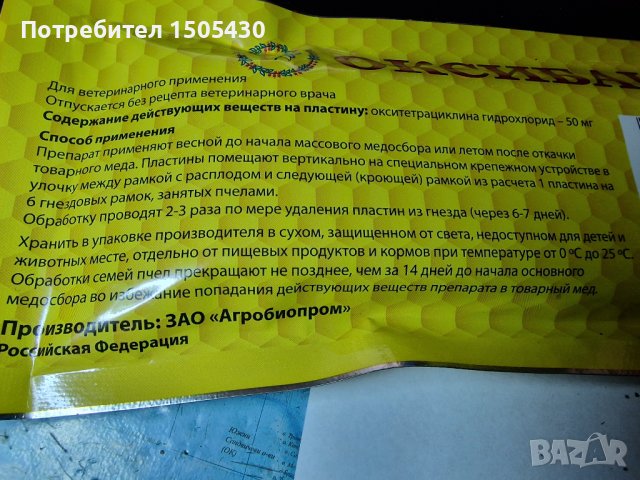 Потребител 1505430
ОКСИБА
Для ветеринарного применения
Отпускается без рецепта ветеринарного врача
Содержание действующих веществ на пластину: окситетрациклина гидрохлорид – 50 мг
Способ применения
Препарат применяют весной до начала массового медосбора или летом после откачки
товарного меда. Пластины помещают вертикально на специальном крепежном устройстве в
улочку между рамкой с расплодом и следующей (кроющей) рамкой из расчета 1 пластина на
6 гнездовых рамок, занятых пчелами.
Обработку проводят 2-3 раза по мере удаления пластин из гнезда (через 6-7 дней).
Хранить в упаковке производителя в сухом, защищенном от света, недоступном для детей и
животных месте, отдельно от пищевых продуктов и кормов при температуре от 0 ºС до 25 ºС.
Обработки семей пчел прекращают не позднее, чем за 14 дней до начала основного
медосбора во избежание попадания действующих веществ препарата в товарный мед.
Производитель: ЗАО «Агробиопром»
Российская Федерация
Южные
(ОК)
BAZAR